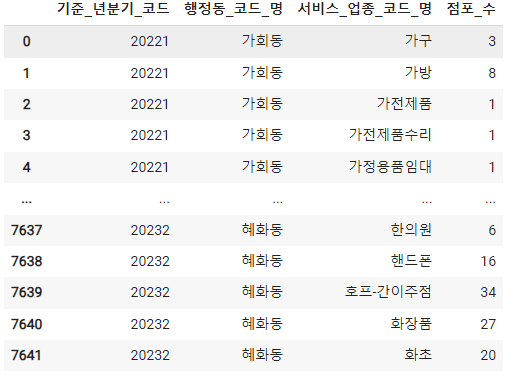 기준_년분기_코드 행정동_코드_명 서비스_업종_코드_명 점포_수
0 20221 가회동 가구 3
1 20221 가회동 가방 8
2 20221 가회동 가전제품 1
3 20221 가회동 가전제품수리 1
4 20221 가회동 가정용품임대 1
... ... ... ... ...
7637 20232 혜화동 한의원 6
7638 20232 혜화동 핸드폰 16
7639 20232 혜화동 호프-간이주점 34
7640 20232 혜화동 화장품 27
7641 20232 혜화동 화초 20